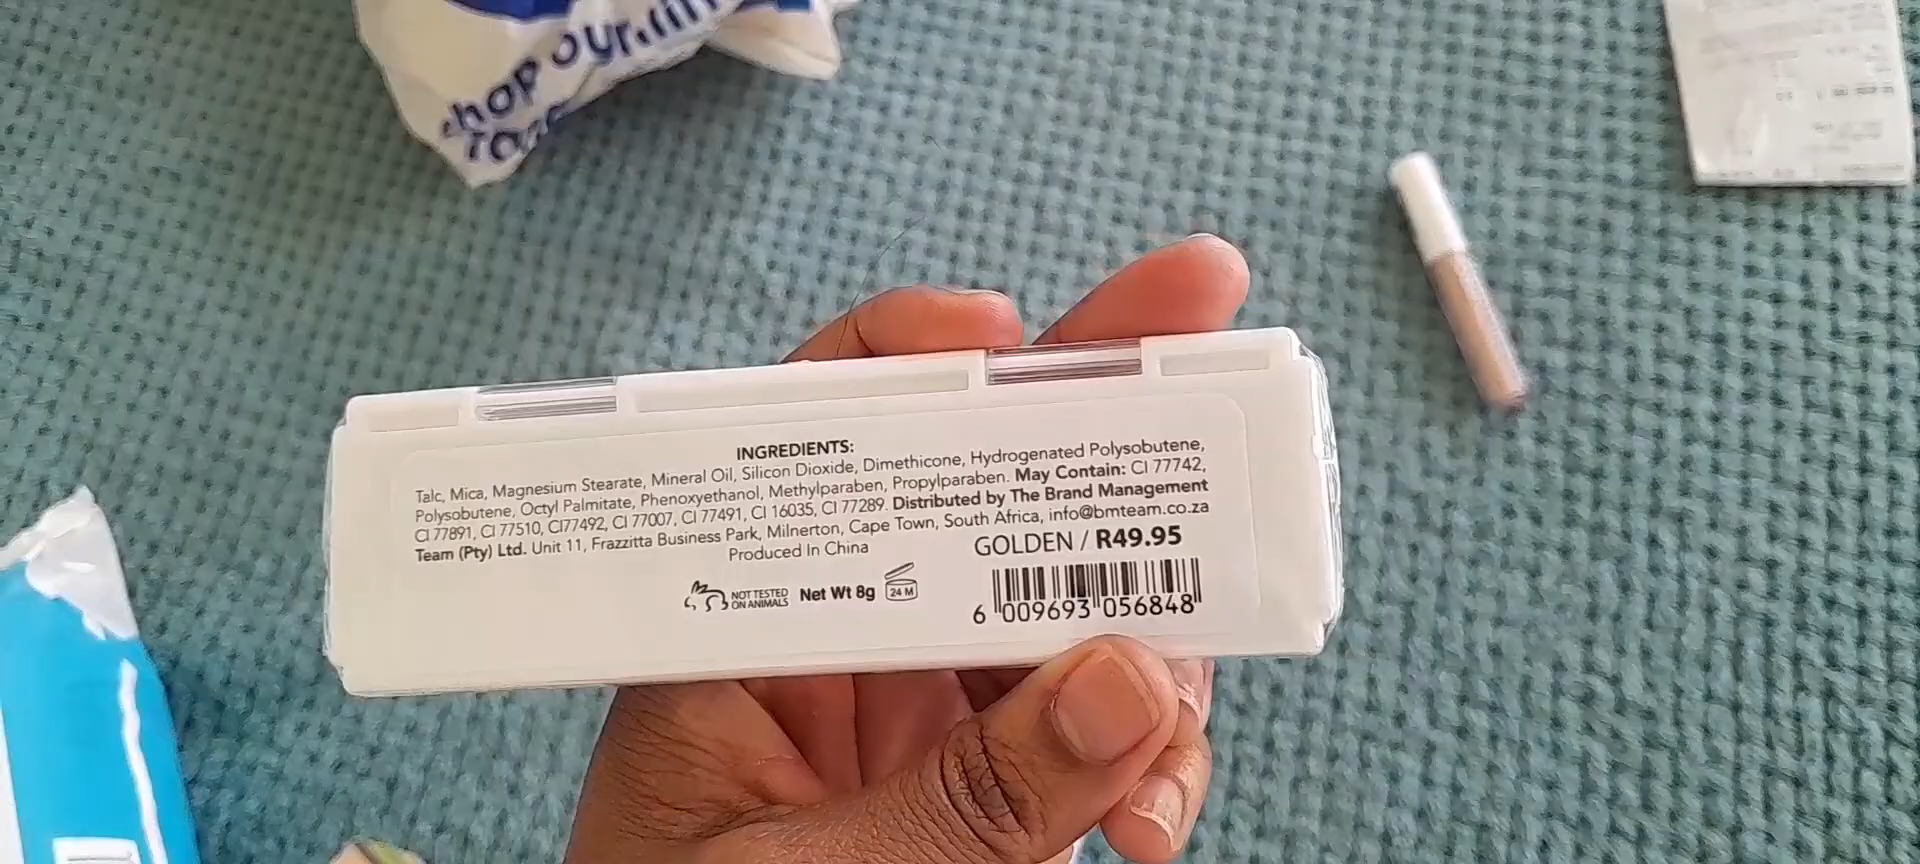 INGREDIENTS:
Talc, Mica, Magnesium Stearate, Mineral Oil, Silicon Dioxide, Dimethicone, Hydrogenated Polysobutene,
Polysobutene, Octyl Palmitate, Phenoxyethanol, Methylparaben, Propylparaben. May Contain: CI 77742,
CI 77891, CI 77510, CI77492, CI 77007, CI 77491, CI 16035, CI 77289. Distributed by The Brand Management
Team (Pty) Ltd. Unit 11, Frazzitta Business Park, Milnerton, Cape Town, South Africa, info@bmteam.co.za
Produced In China
GOLDEN / R49.95
NOT TESTED
ON ANIMALS
Net Wt 8g
24 M
6 009693 056848